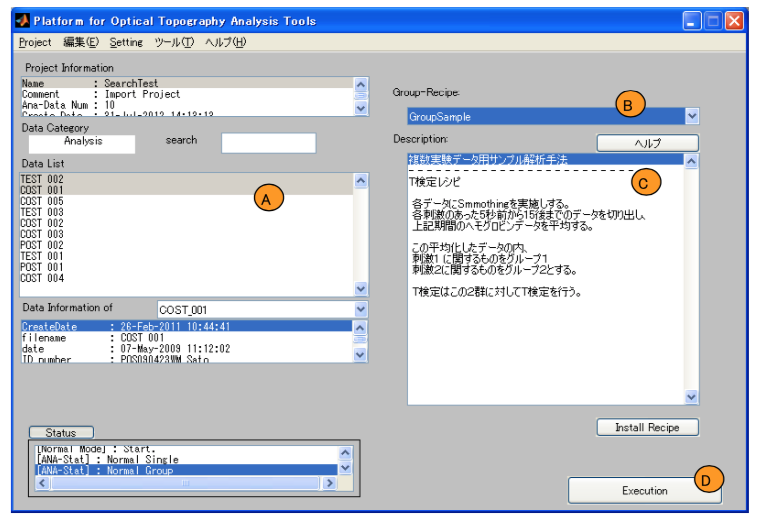 Platform for Optical Topography Analysis Tools
Project 編集(E) Setting ツール(T) ヘルプ(H)
Project Information
Name : SearchTest
Comment : Import Project
Ana-Data Num : 10
Create Date : 31-Jul-2012 14:13:13
Data Category
Analysis
search
Data List
TEST 002
COST 001
COST 005
TEST 003
COST 002
COST 003
POST 002
TEST 001
POST 001
COST 004
A
Data Information of
COST_001
CreateDate : 26-Feb-2011 10:44:41
filename : COST 001
date : 07-May-2009 11:12:02
ID number : POS090423WM Sato
Status
[Normal Mode] : Start.
[ANA-Stat] : Normal Single
[ANA-Stat] : Normal Group
Group-Recipe:
B
GroupSample
Description:
ヘルプ
複数実験データ用サンプル解析手法
C
T検定レシピ
各データにSmmothingを実施しする。
各刺激のあった5秒前から15後までのデータを切り出し、
上記期間のヘモグロビンデータを平均する。
この平均化したデータの内、
刺激1 に関するものをグループ1
刺激2に関するものをグループ2とする。
T検定はこの2群に対してT検定を行う。
Install Recipe
D
Execution